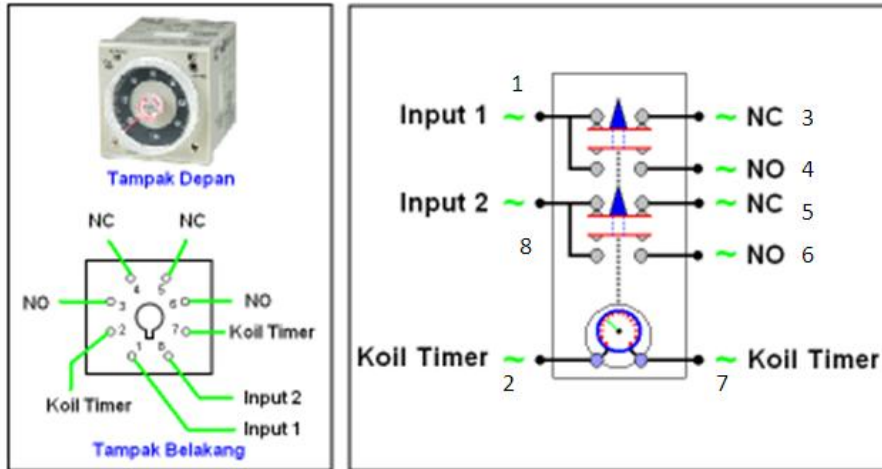 Tampak Depan
NC NC
4 5
NO 3 6 NO
2 7 Koil Timer
1 8
Koil Timer
Input 2
Input 1
Tampak Belakang
1
Input 1 ~ ~ NC 3
~ NO 4
Input 2 ~ ~ NC 5
8 ~ NO 6
Koil Timer ~ ~ Koil Timer
2 7